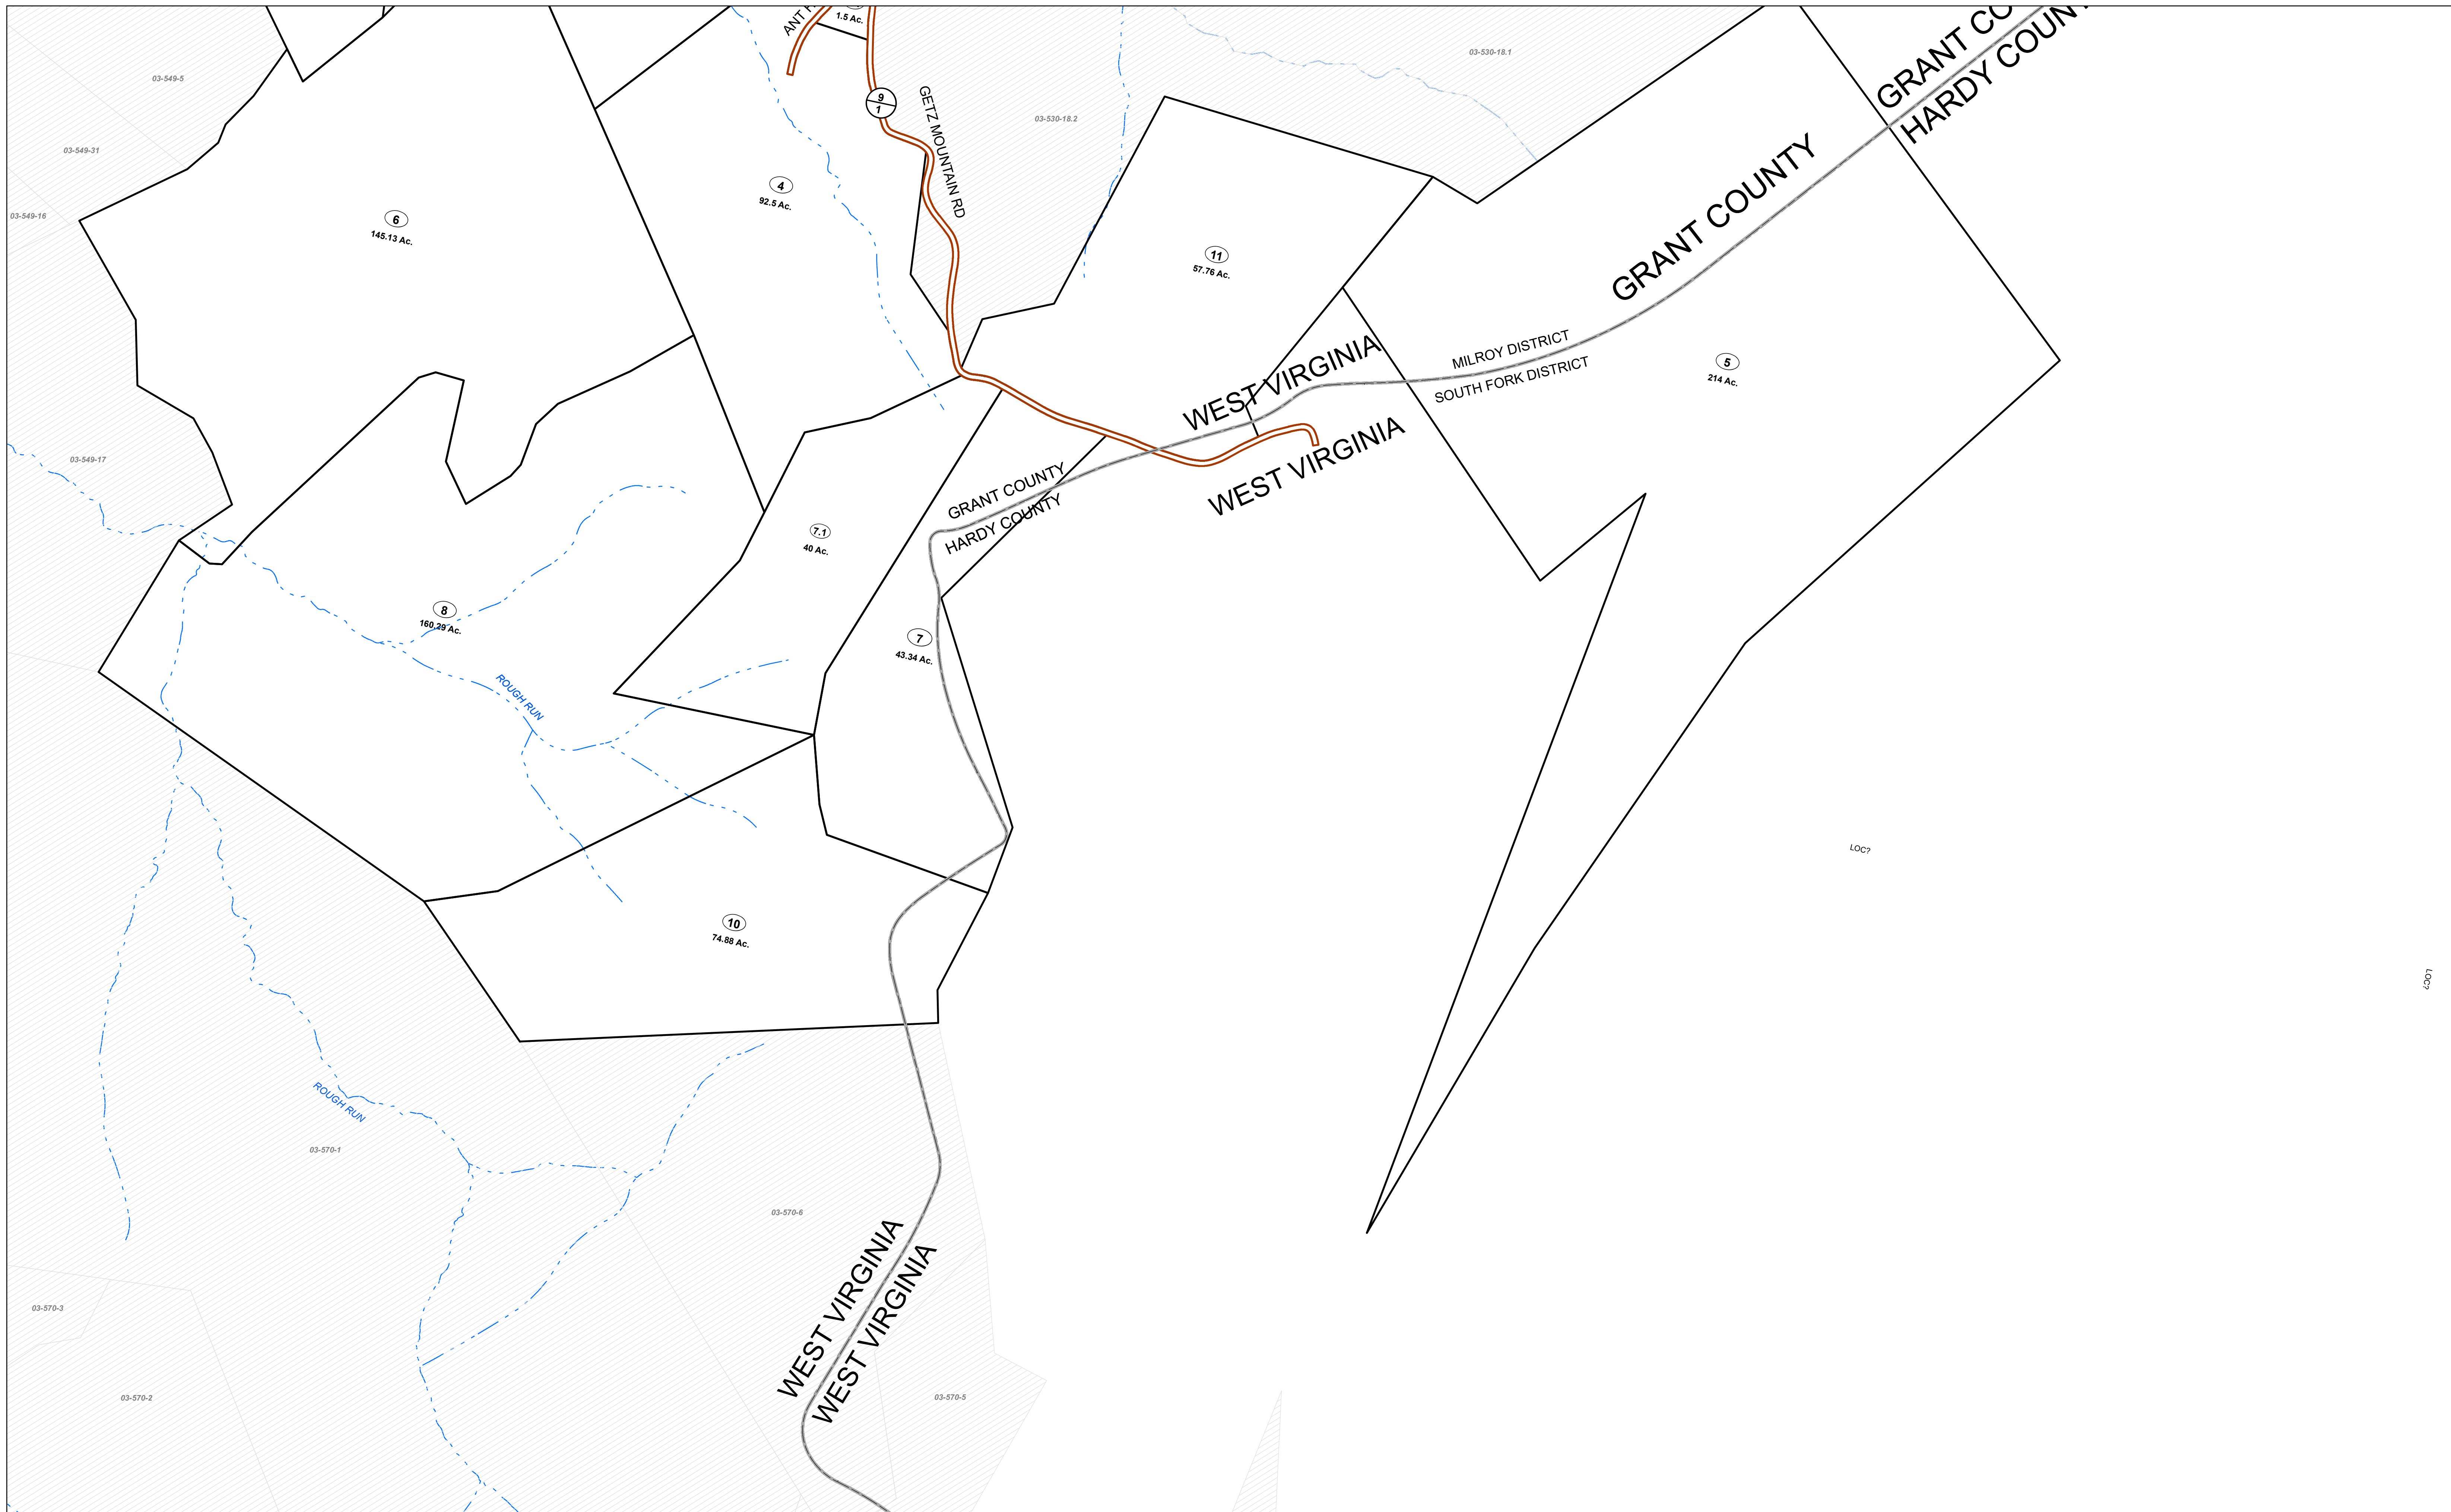 1.5 Ac.
ANT
GRANT CO
HARDY COUN
03-549-5
03-530-18.1
9
1
GETZ MOUNTAIN RD
03-530-18.2
03-549-31
GRANT COUNTY
4
92.5 Ac.
03-549-16
6
145.13 Ac.
11
57.76 Ac.
MILROY DISTRICT
SOUTH FORK DISTRICT
5
214 Ac.
WEST VIRGINIA
WEST VIRGINIA
03-549-17
GRANT COUNTY
HARDY COUNTY
7.1
40 Ac.
8
160.29 Ac.
7
43.34 Ac.
ROUGH RUN
LOC?
10
74.88 Ac.
LOC?
ROUGH RUN
03-570-1
03-570-6
WEST VIRGINIA
WEST VIRGINIA
03-570-3
03-570-2
03-570-5